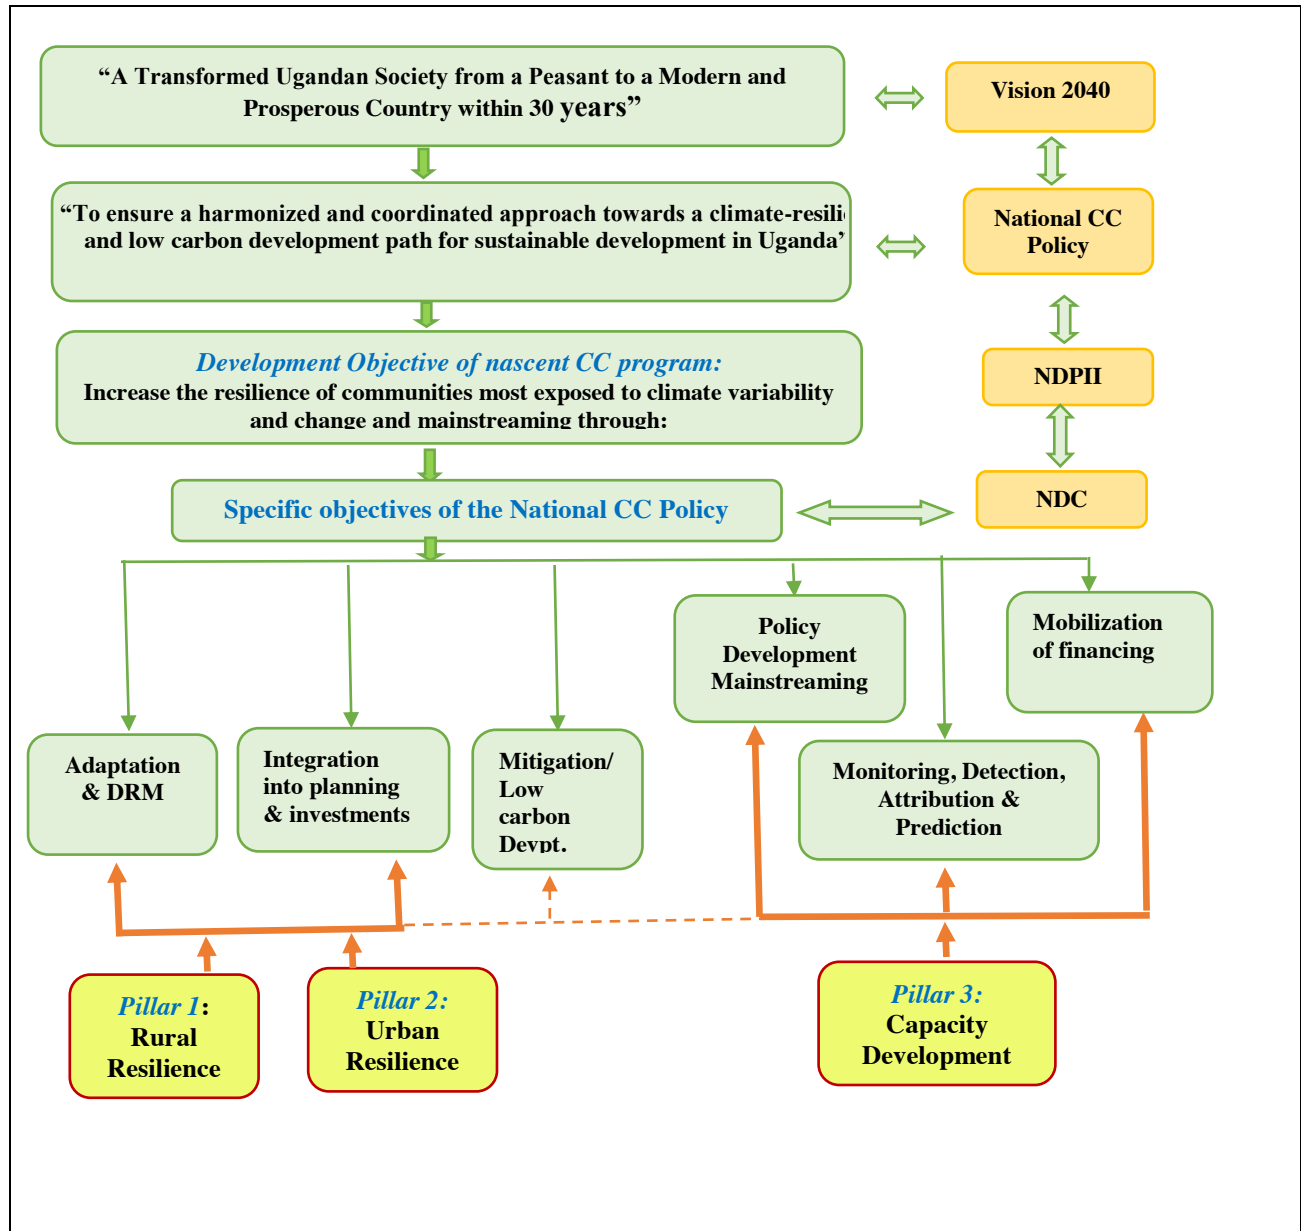 “A Transformed Ugandan Society from a Peasant to a Modern and
Prosperous Country within 30 years”
Vision 2040
“To ensure a harmonized and coordinated approach towards a climate-resili
and low carbon development path for sustainable development in Uganda”
National CC
Policy
Development Objective of nascent CC program:
Increase the resilience of communities most exposed to climate variability
and change and mainstreaming through:
NDPII
Specific objectives of the National CC Policy
NDC
Adaptation
& DRM
Integration
into planning
& investments
Mitigation/
Low
carbon
Devpt.
Policy
Development
Mainstreaming
Monitoring, Detection,
Attribution &
Prediction
Mobilization
of financing
Pillar 1:
Rural
Resilience
Pillar 2:
Urban
Resilience
Pillar 3:
Capacity
Development